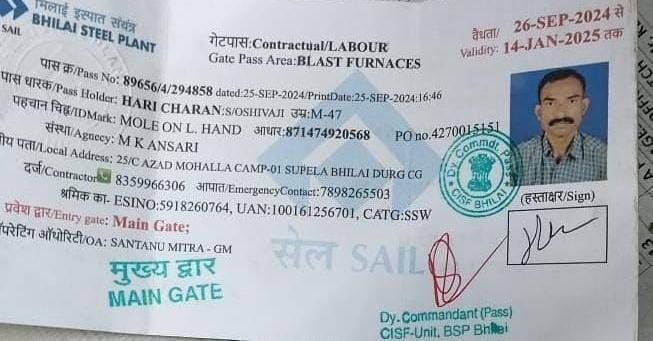 भिलाई इस्पात संयंत्र
BHILAI STEEL PLANT
SAIL
वैधता/ 26-SEP-2024 से
Validity: 14-JAN-2025 तक
गेटपास:Contractual/LABOUR
Gate Pass Area:BLAST FURNACES
पास क्र/Pass No: 89656/4/294858 dated:25-SEP-2024/PrintDate:25-SEP-2024:16:46
पास धारक/Pass Holder: HARI CHARAN:S/OSHIVAJI उम्र:M-47
पहचान चिह्न/IDMark: MOLE ON L. HAND आधार:871474920568 PO no.4270015151
संस्था/Agnecy: M K ANSARI
पता/Local Address: 25/C AZAD MOHALLA CAMP-01 SUPELA BHILAI DURG CG
दर्ज/Contractor 8359966306 आपात/EmergencyContact:7898265503
श्रमिक का- ESINO:5918260764, UAN:100161256701, CATG:SSW
प्रवेश द्वार/Entry gate: Main Gate;
ऑथोरिटी/OA: SANTANU MITRA - GM
मुख्य द्वार
MAIN GATE
सेल SAIL
Dy. Commdt. Pass
CISF BHILAI
(हस्ताक्षर/Sign)
Dy. Commandant (Pass)
CISF-Unit, BSP Bhilai